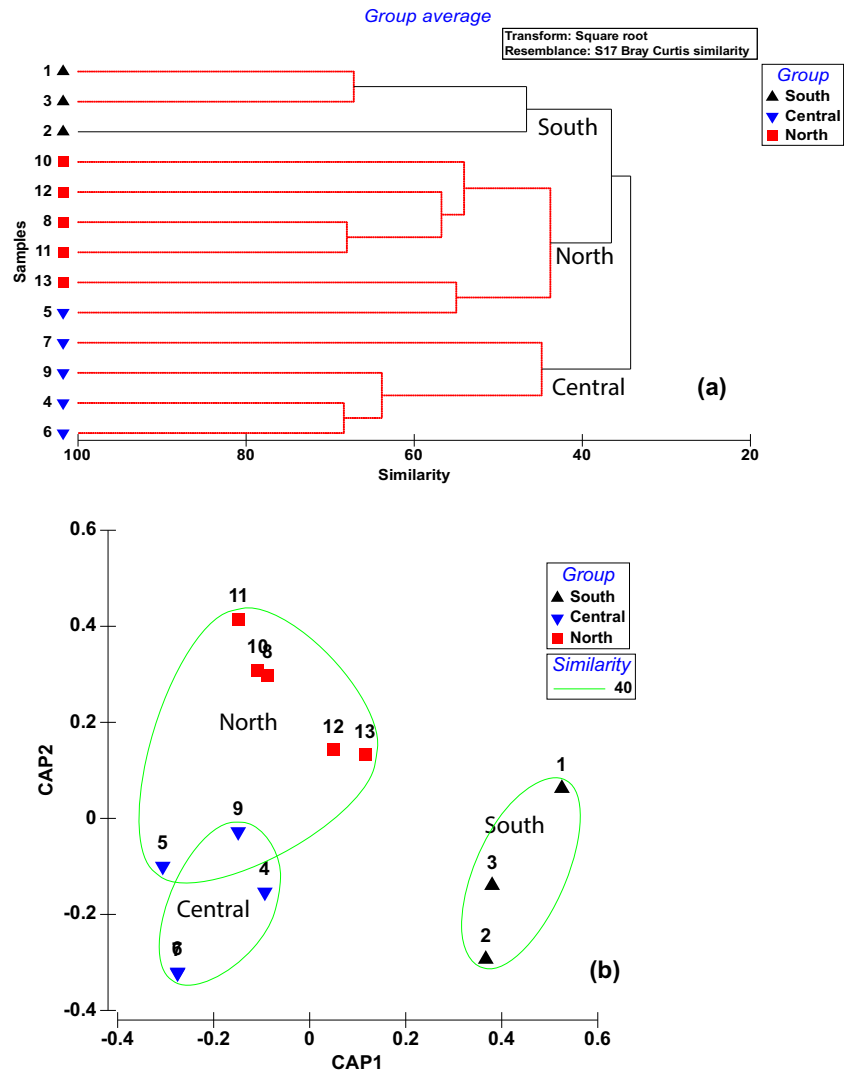 Group average
Transform: Square root
Resemblance: S17 Bray Curtis similarity
Group
South
Central
North
1
3
2
10
12
8
11
13
5
7
9
4
6
Samples
South
North
Central
(a)
100
80
60
40
20
Similarity
0.6
0.4
0.2
0
-0.2
-0.4
CAP2
Group
South
Central
North
Similarity
40
11
10
8
North
12
13
1
South
3
2
9
5
4
Central
6
7
(b)
-0.4
-0.2
0
0.2
0.4
0.6
CAP1